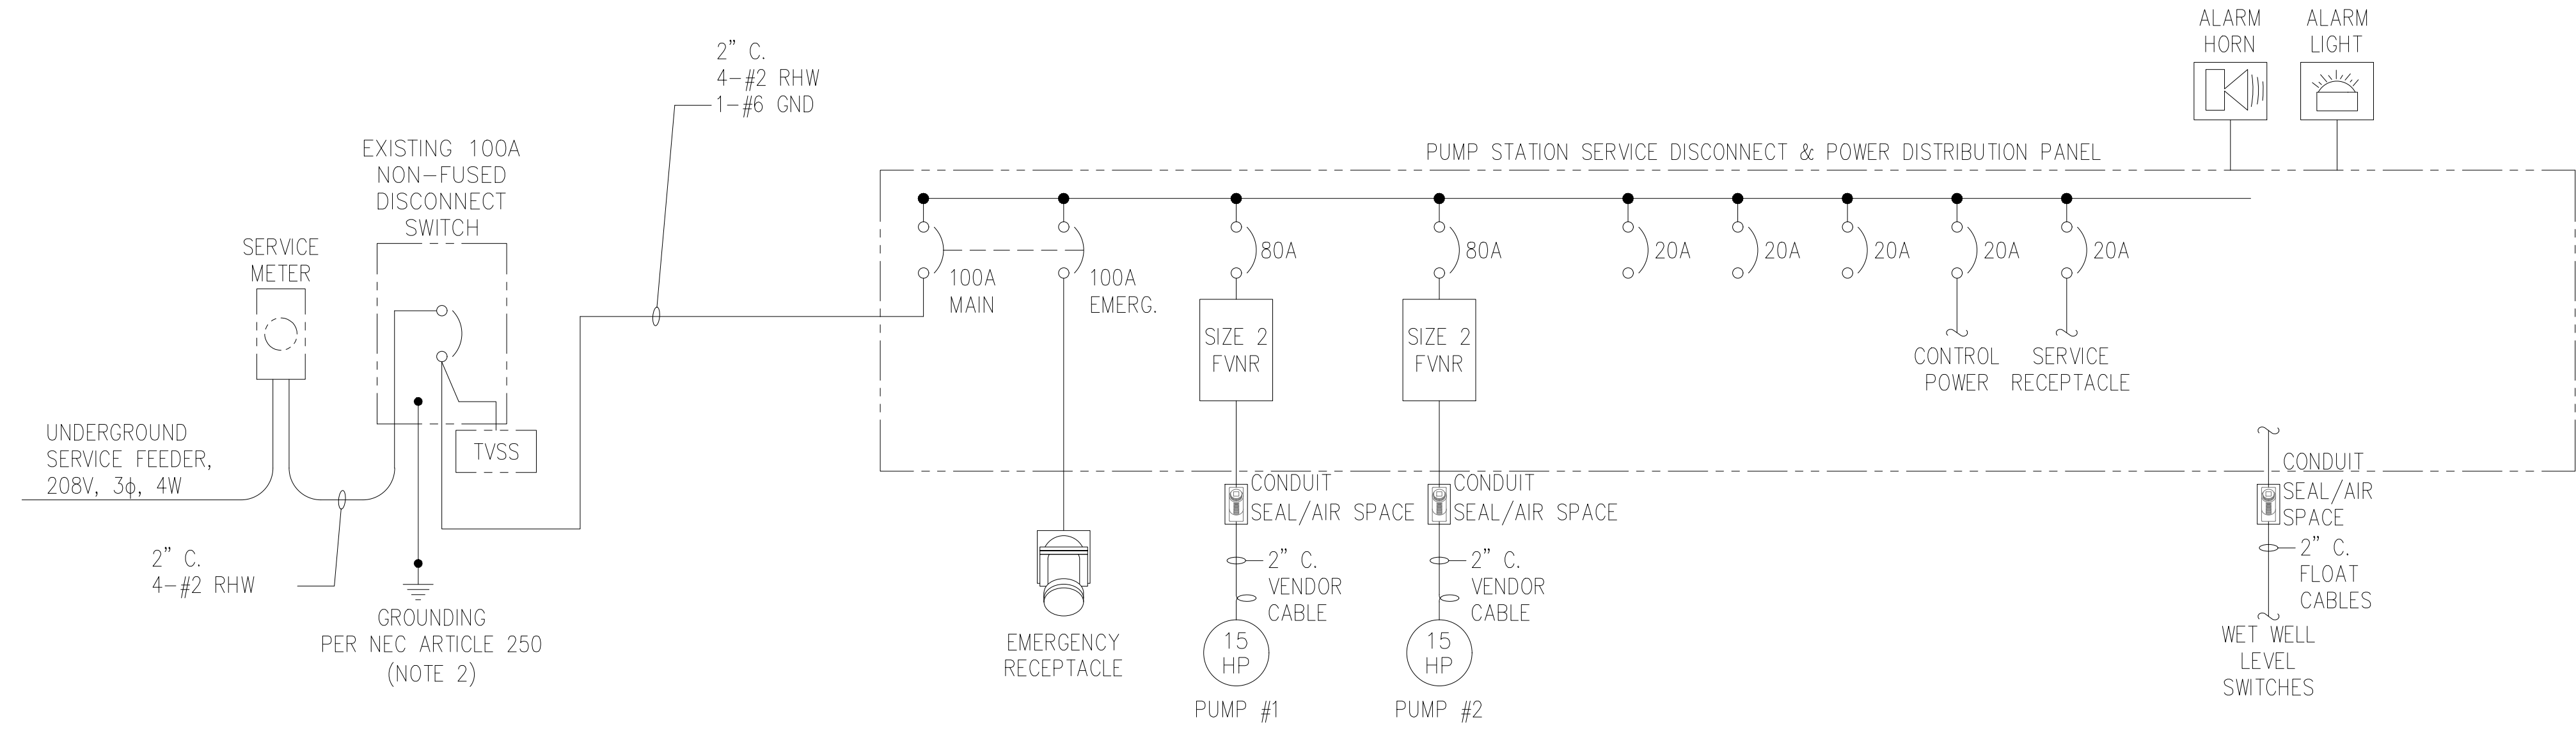 ALARM
HORN
ALARM
LIGHT
2" C.
4-#2 RHW
1-#6 GND
EXISTING 100A
NON-FUSED
DISCONNECT
SWITCH
PUMP STATION SERVICE DISCONNECT & POWER DISTRIBUTION PANEL
SERVICE
METER
100A
MAIN
100A
EMERG.
80A
80A
20A
20A
20A
20A
20A
SIZE 2
FVNR
SIZE 2
FVNR
CONTROL
POWER
SERVICE
RECEPTACLE
UNDERGROUND
SERVICE FEEDER,
208V, 3ϕ, 4W
TVSS
2" C.
4-#2 RHW
GROUNDING
PER NEC ARTICLE 250
(NOTE 2)
EMERGENCY
RECEPTACLE
CONDUIT
SEAL/AIR SPACE
2" C.
VENDOR
CABLE
15
HP
PUMP #1
CONDUIT
SEAL/AIR SPACE
2" C.
VENDOR
CABLE
15
HP
PUMP #2
CONDUIT
SEAL/AIR
SPACE
2" C.
FLOAT
CABLES
WET WELL
LEVEL
SWITCHES